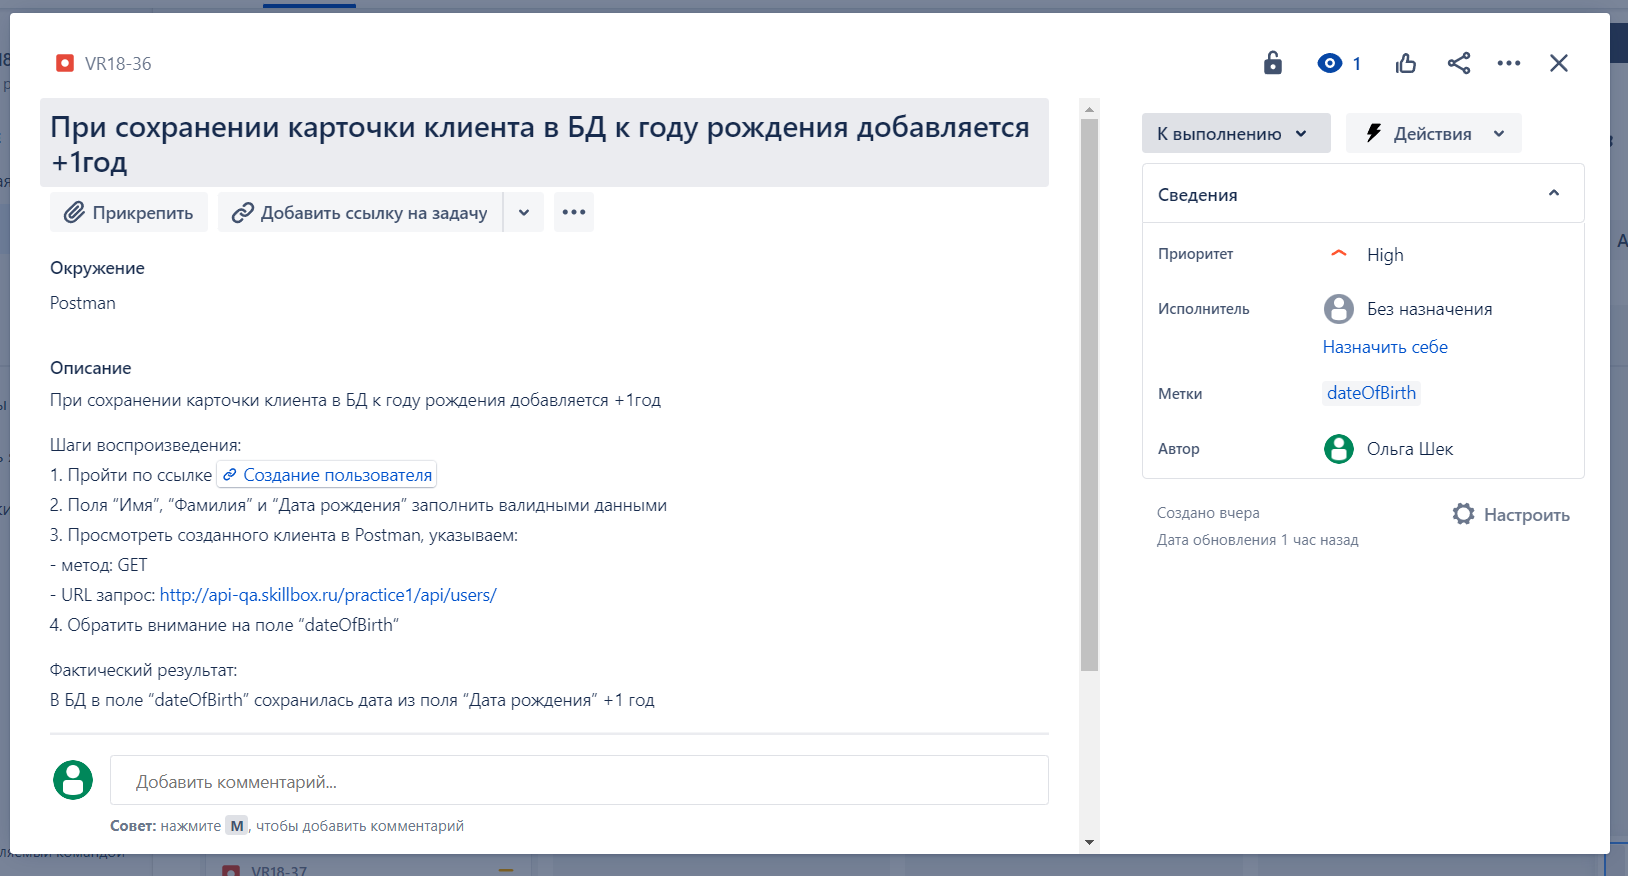 VR18-36
1
При сохранении карточки клиента в БД к году рождения добавляется
+1год
Прикрепить
Добавить ссылку на задачу
Окружение
Postman
Описание
При сохранении карточки клиента в БД к году рождения добавляется +1год
Шаги воспроизведения:
1. Пройти по ссылке Создание пользователя
2. Поля “Имя”, “Фамилия” и “Дата рождения” заполнить валидными данными
3. Просмотреть созданного клиента в Postman, указываем:
- метод: GET
- URL запрос: http://api-qa.skillbox.ru/practice1/api/users/
4. Обратить внимание на поле “dateOfBirth”
Фактический результат:
В БД в поле “dateOfBirth” сохранилась дата из поля “Дата рождения” +1 год
Добавить комментарий...
Совет: нажмите M, чтобы добавить комментарий
К выполнению
Действия
Сведения
Приоритет
High
Исполнитель
Без назначения
Назначить себе
Метки
dateOfBirth
Автор
Ольга Шек
Создано вчера
Дата обновления 1 час назад
Настроить
VR18-37